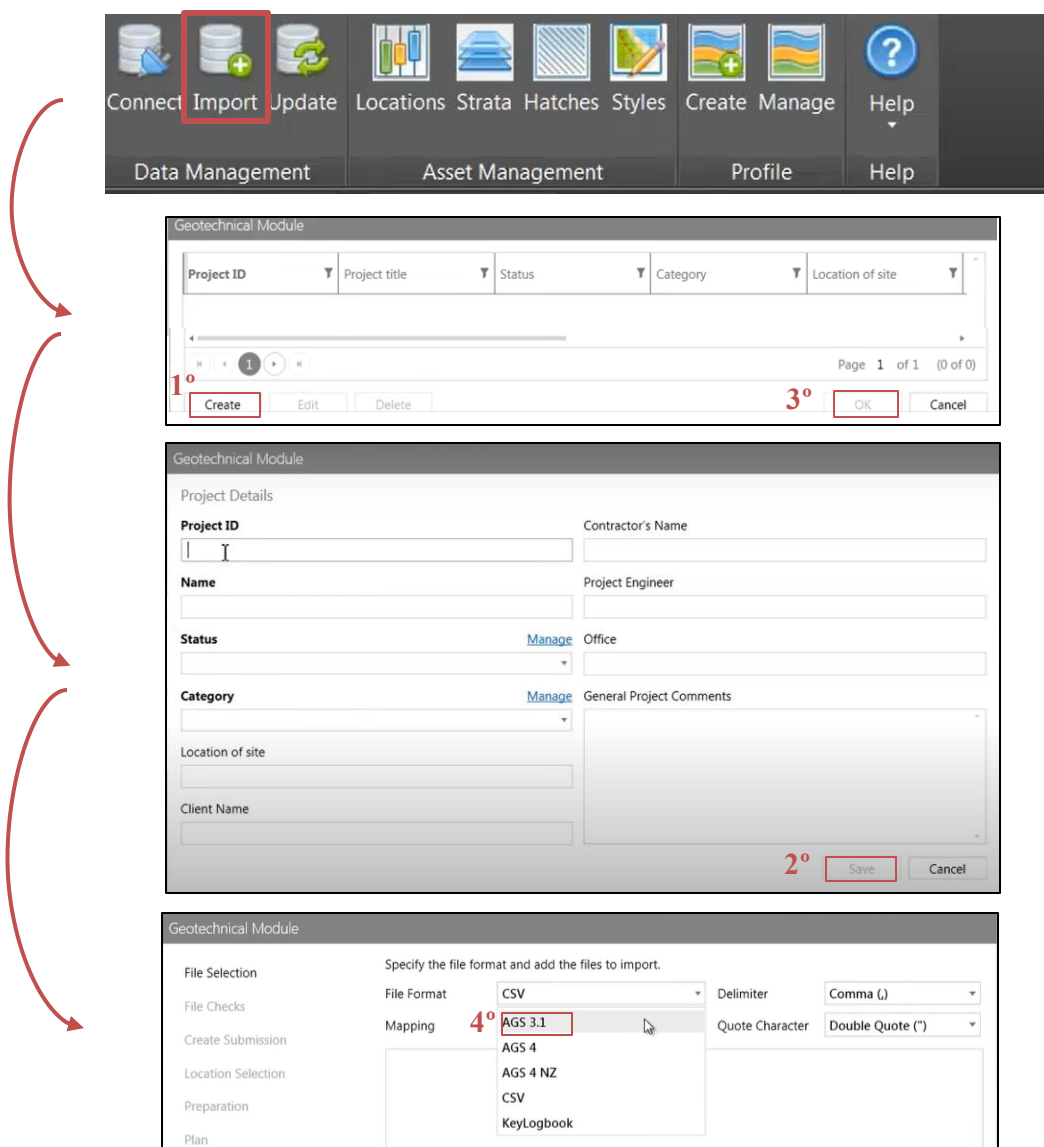 Connect Import Update Locations Strata Hatches Styles Create Manage Help
Data Management Asset Management Profile Help
Geotechnical Module
Project ID Project title Status Category Location of site
1 Page 1 of 1 (0 of 0)
1º Create Edit Delete 3º OK Cancel
Geotechnical Module
Project Details
Project ID Contractor's Name
Name Project Engineer
Status Manage Office
Category Manage General Project Comments
Location of site
Client Name
2º Save Cancel
Geotechnical Module
File Selection Specify the file format and add the files to import.
File Format CSV Delimiter Comma (,)
File Checks
Mapping 4º AGS 3.1 Quote Character Double Quote (")
Create Submission AGS 4
Location Selection AGS 4 NZ
Preparation CSV
KeyLogbook
Plan